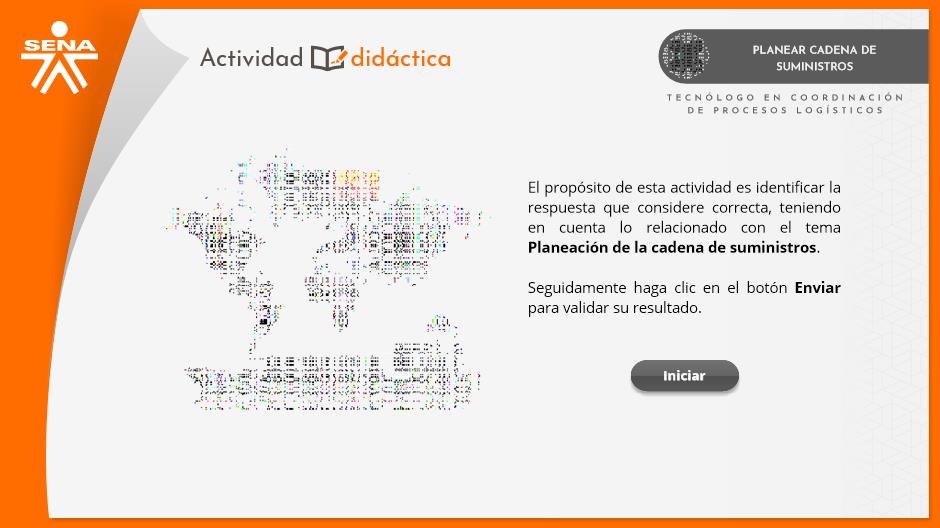 SENA
Actividad didáctica
PLANEAR CADENA DE
SUMINISTROS
TECNÓLOGO EN COORDINACIÓN
DE PROCESOS LOGÍSTICOS
El propósito de esta actividad es identificar la
respuesta que considere correcta, teniendo
en cuenta lo relacionado con el tema
Planeación de la cadena de suministros.
Seguidamente haga clic en el botón Enviar
para validar su resultado.
Iniciar